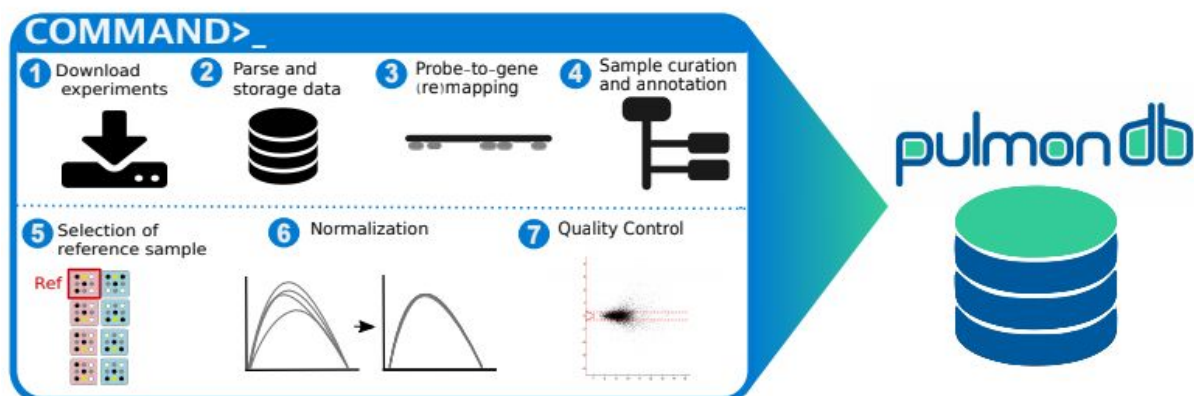 COMMAND>_
1 Download
experiments
2 Parse and
storage data
3 Probe-to-gene
(re)mapping
4 Sample curation
and annotation
5 Selection of
reference sample
Ref
6 Normalization
7 Quality Control
pulmondb